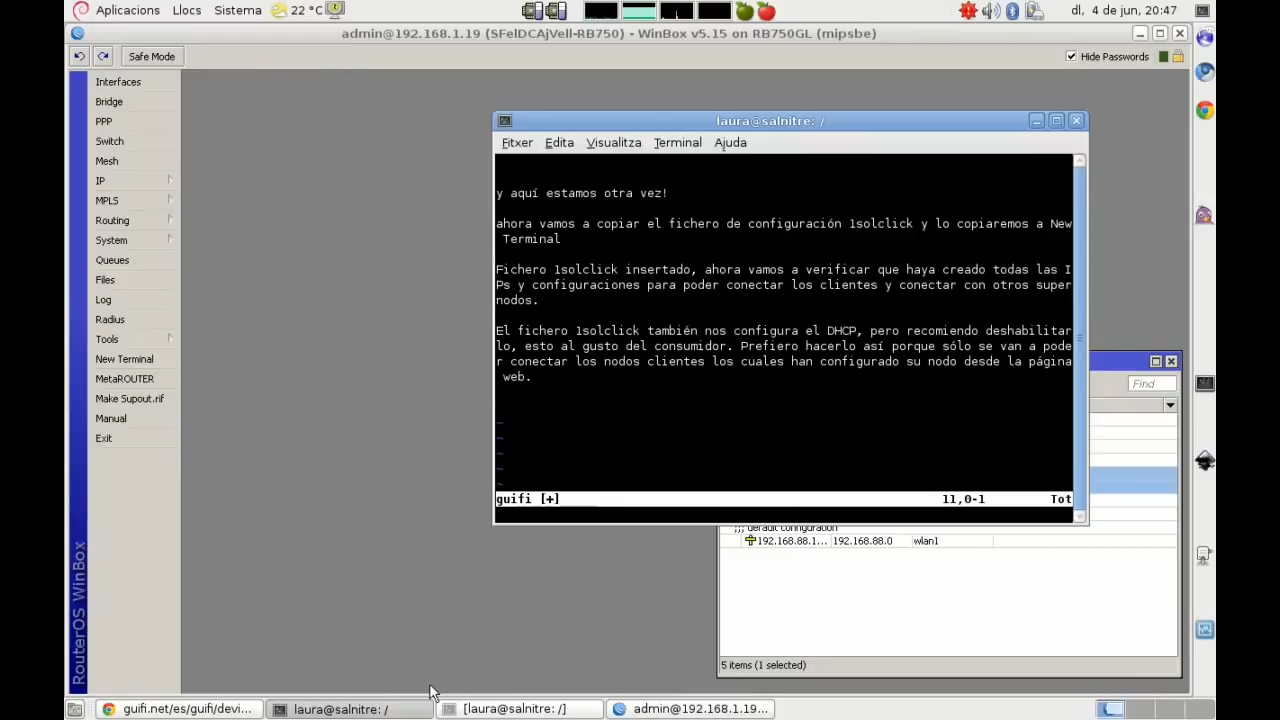 Aplicacions Llocs Sistema 22 °C dl, 4 de jun, 20:47
admin@192.168.1.19 (SFelDCAjVell-RB750) - WinBox v5.15 on RB750GL (mipsbe)
Safe Mode Hide Passwords
Interfaces
Bridge
PPP
Switch
Mesh
IP
MPLS
Routing
System
Queues
Files
Log
Radius
Tools
New Terminal
MetaROUTER
Make Supout.rif
Manual
Exit
RouterOS WinBox
laura@salnitre: /
Fitxer Edita Visualitza Terminal Ajuda
y aquí estamos otra vez!
ahora vamos a copiar el fichero de configuración 1solclick y lo copiaremos a New
Terminal
Fichero 1solclick insertado, ahora vamos a verificar que haya creado todas las I
Ps y configuraciones para poder conectar los clientes y conectar con otros super
nodos.
El fichero 1solclick también nos configura el DHCP, pero recomiendo deshabilitar
lo, esto al gusto del consumidor. Prefiero hacerlo así porque sólo se van a pode
r conectar los nodos clientes los cuales han configurado su nodo desde la página
web.
~
~
~
~
~
guifi [+] 11,0-1 Tot
Find
;;; default configuration
192.168.88.1... 192.168.88.0 wlan1
5 items (1 selected)
guifi.net/es/guifi/devi... laura@salnitre: / [laura@salnitre: /] admin@192.168.1.19...